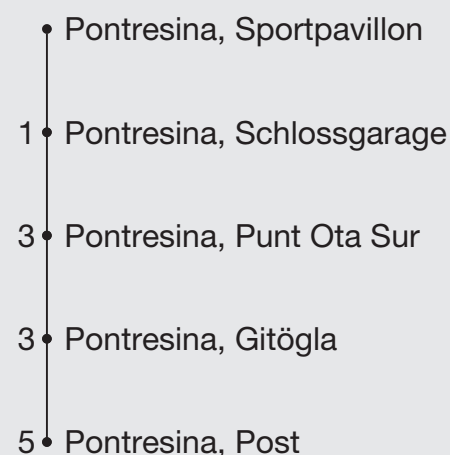 Pontresina, Sportpavillon
1 Pontresina, Schlossgarage
3 Pontresina, Punt Ota Sur
3 Pontresina, Gitögla
5 Pontresina, Post